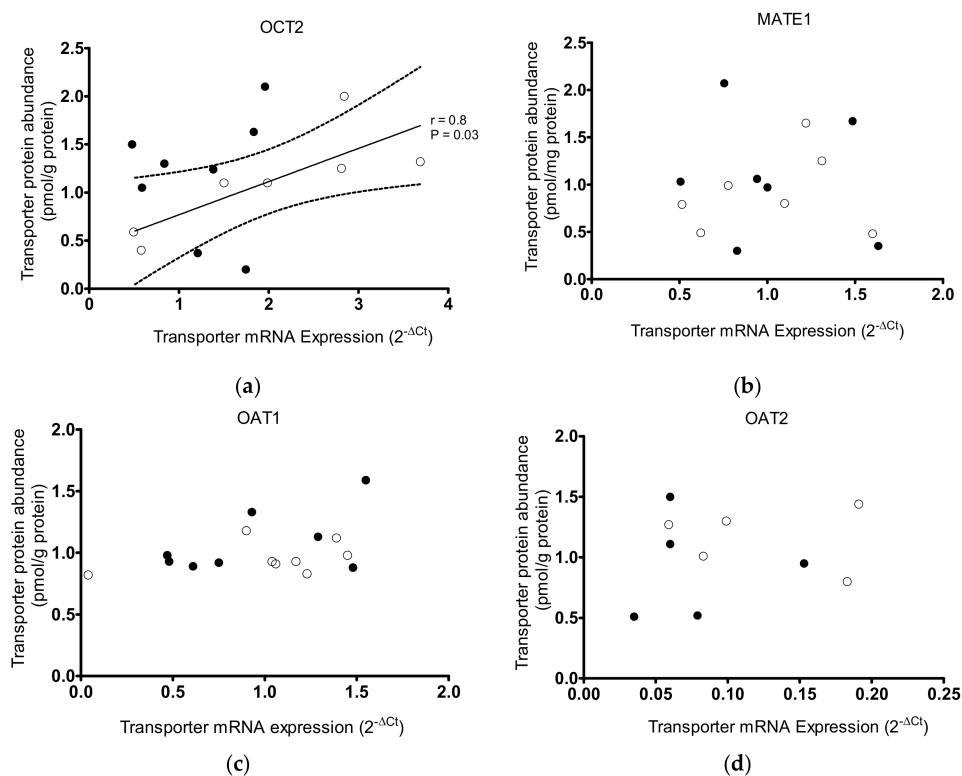 OCT2
Transporter protein abundance
(pmol/g protein)
2.5
2.0
1.5
1.0
0.5
0.0
r = 0.8
P = 0.03
0
1
2
3
4
Transporter mRNA Expression (2-ΔCt)
(a)
MATE1
Transporter protein abundance
(pmol/mg protein)
2.5
2.0
1.5
1.0
0.5
0.0
0.0
0.5
1.0
1.5
2.0
Transporter mRNA Expression (2-ΔCt)
(b)
OAT1
Transporter protein abundance
(pmol/g protein)
2.0
1.5
1.0
0.5
0.0
0.0
0.5
1.0
1.5
2.0
Transporter mRNA expression (2-ΔCt)
(c)
OAT2
Transporter protein abundance
(pmol/g protein)
2.0
1.5
1.0
0.5
0.0
0.00
0.05
0.10
0.15
0.20
0.25
Transporter mRNA Expression (2-ΔCt)
(d)